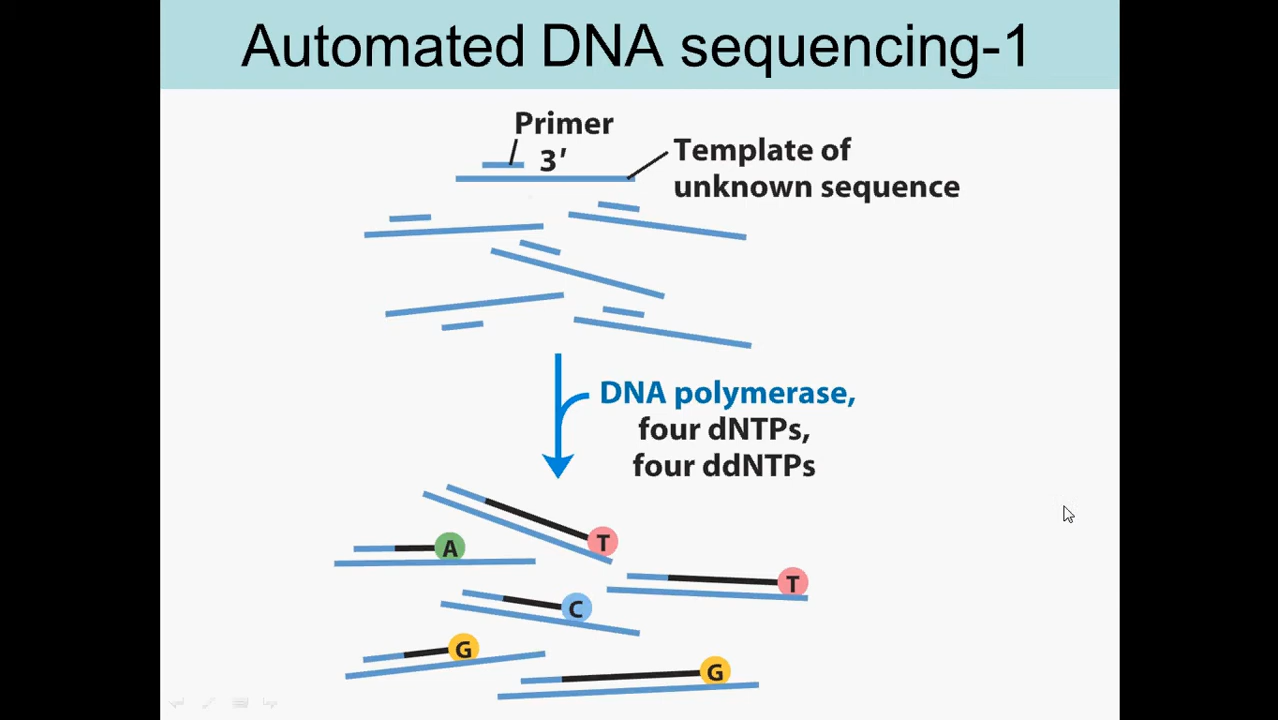 Automated DNA sequencing-1
Primer
3′
Template of
unknown sequence
DNA polymerase,
four dNTPs,
four ddNTPs
T
A
T
C
G
G